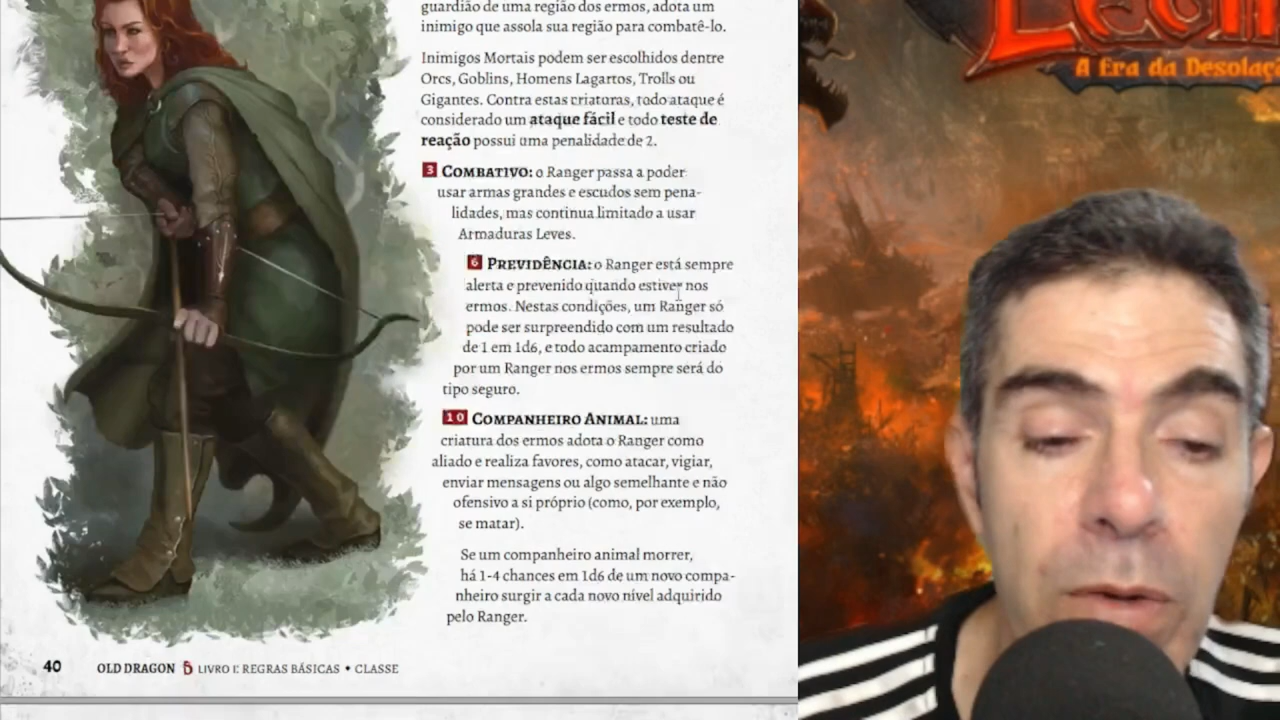 guardião de uma região dos ermos, adota um
inimigo que assola sua região para combatê-lo.
Inimigos Mortais podem ser escolhidos dentre
Orcs, Goblins, Homens Lagartos, Trolls ou
Gigantes. Contra estas criaturas, todo ataque é
considerado um ataque fácil e todo teste de
reação possui uma penalidade de 2.
3 COMBATIVO: o Ranger passa a poder
usar armas grandes e escudos sem pena-
lidades, mas continua limitado a usar
Armaduras Leves.
6 PREVIDÊNCIA: o Ranger está sempre
alerta e prevenido quando estiver nos
ermos. Nestas condições, um Ranger só
pode ser surpreendido com um resultado
de 1 em 1d6, e todo acampamento criado
por um Ranger nos ermos sempre será do
tipo seguro.
10 COMPANHEIRO ANIMAL: uma
criatura dos ermos adota o Ranger como
aliado e realiza favores, como atacar, vigiar,
enviar mensagens ou algo semelhante e não
ofensivo a si próprio (como, por exemplo,
se matar).
Se um companheiro animal morrer,
há 1-4 chances em 1d6 de um novo compa-
nheiro surgir a cada novo nível adquirido
pelo Ranger.
40 OLD DRAGON LIVRO I: REGRAS BÁSICAS • CLASSE
A Era da Desolaç